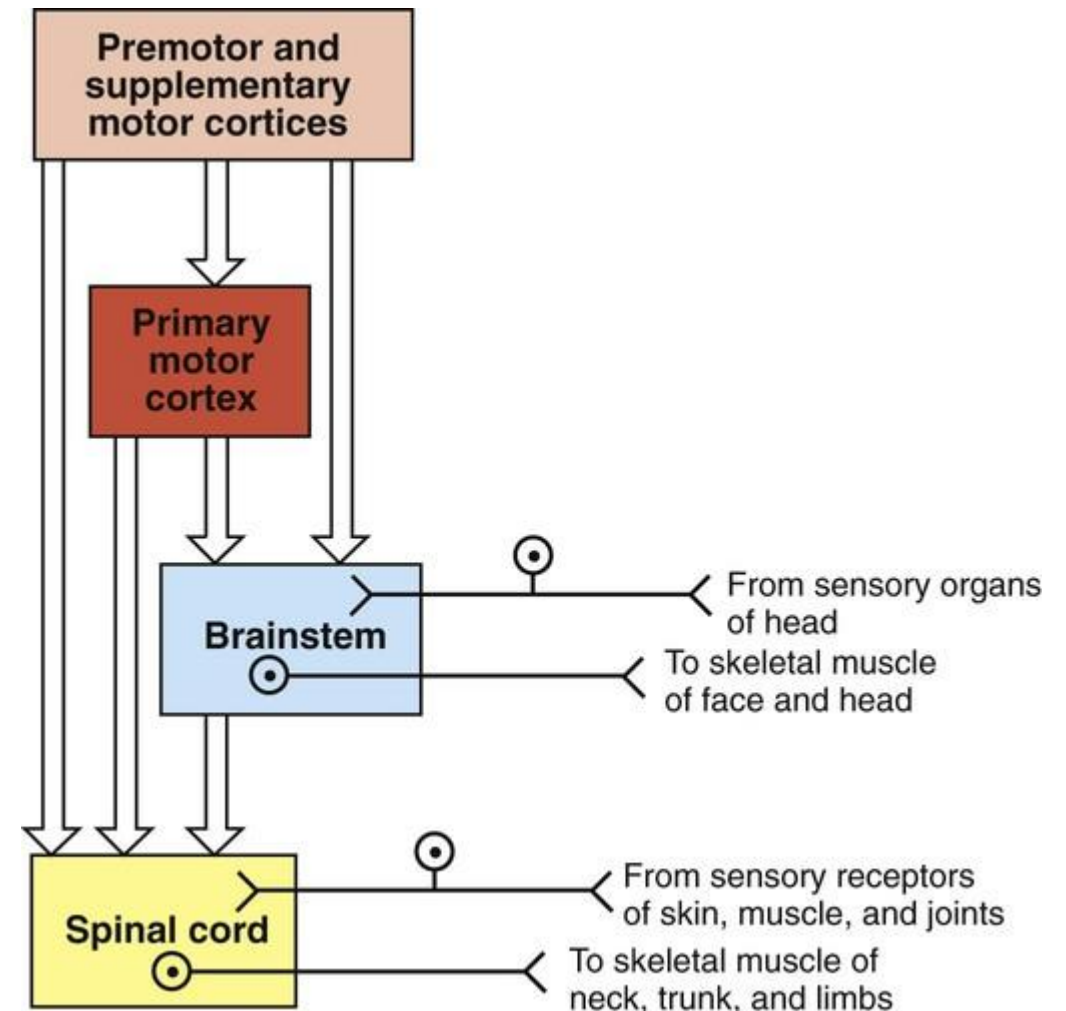 Premotor and
supplementary
motor cortices
Primary
motor
cortex
From sensory organs
of head
Brainstem
To skeletal muscle
of face and head
From sensory receptors
of skin, muscle, and joints
Spinal cord
To skeletal muscle of
neck, trunk, and limbs